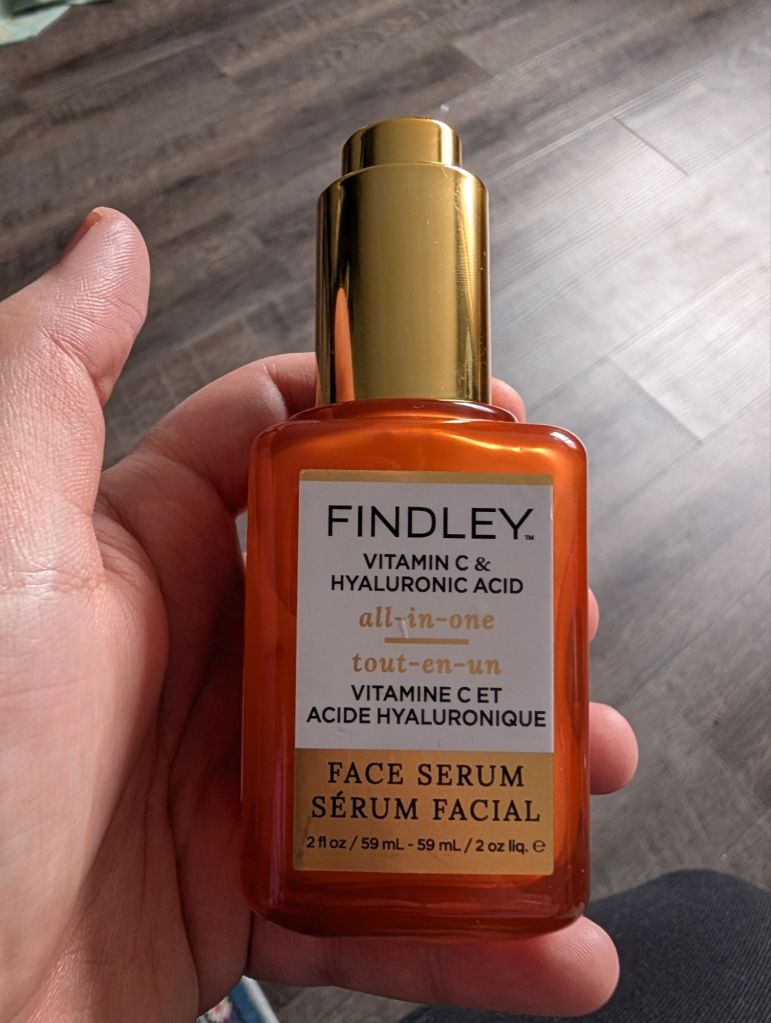 FINDLEY™
VITAMIN C &
HYALURONIC ACID
all-in-one
tout-en-un
VITAMINE C ET
ACIDE HYALURONIQUE
FACE SERUM
SÉRUM FACIAL
2 fl oz / 59 mL - 59 mL / 2 oz liq. ℮